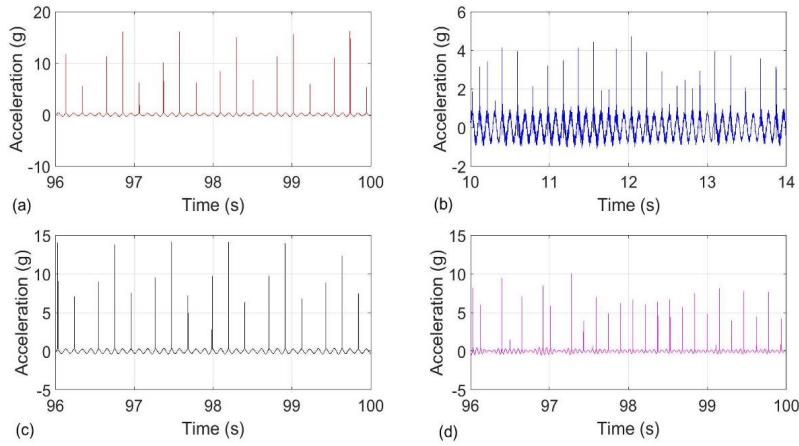 Acceleration (g)
20
10
0
-10
96 97 98 99 100
Time (s)
(a)
Acceleration (g)
6
4
2
0
-2
10 11 12 13 14
Time (s)
(b)
Acceleration (g)
15
10
5
0
-5
96 97 98 99 100
Time (s)
(c)
Acceleration (g)
15
10
5
0
-5
96 97 98 99 100
Time (s)
(d)